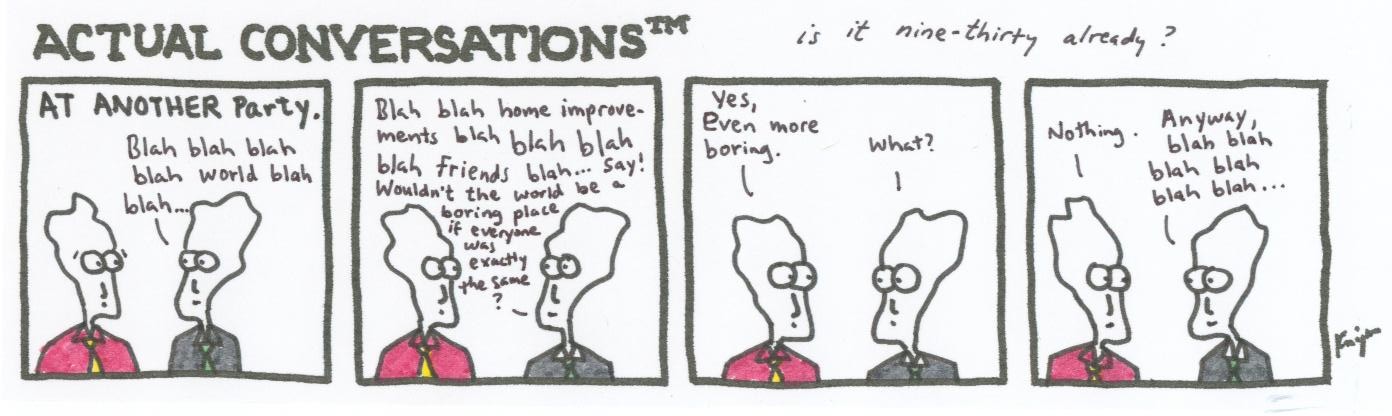 ACTUAL CONVERSATIONS™
is it nine-thirty already?
AT ANOTHER Party.
Blah blah blah
blah world blah
blah...
Blah blah home improve-
ments blah blah blah
blah friends blah... Say!
Wouldn't the world be a
boring place
if everyone
was
exactly
the same
?
Yes,
Even more
boring.
What?
Nothing.
Anyway,
blah blah
blah blah
blah blah...